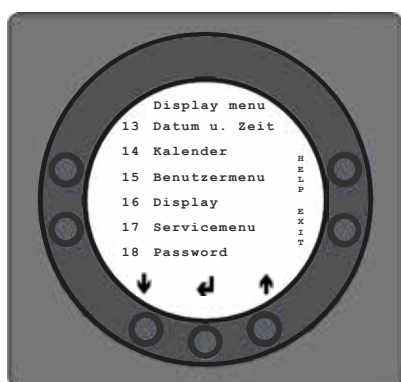 Display menu
13 Datum u. Zeit
14 Kalender
15 Benutzermenu
16 Display
17 Servicemenu
18 Password
HELP
EXIT